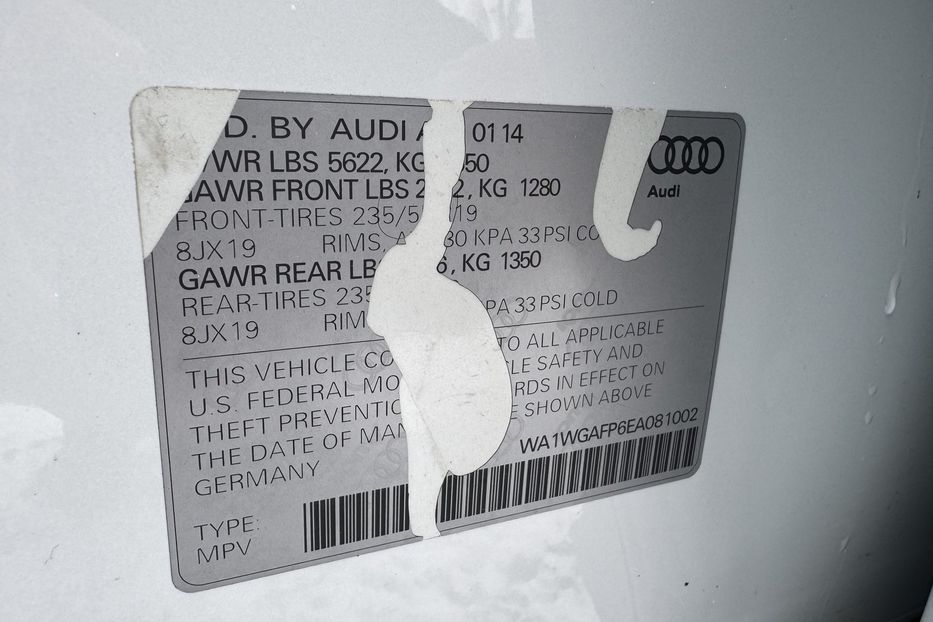 D. BY AUDI 01 14
WR LBS 5622, KG 50
GAWR FRONT LBS 2 2, KG 1280
FRONT-TIRES 235/5 19
8JX19 RIMS, 30 KPA 33 PSI CO
Audi
GAWR REAR LB 6, KG 1350
REAR-TIRES 235
8JX19 RIM PA 33 PSI COLD
THIS VEHICLE CO TO ALL APPLICABLE
U.S. FEDERAL MO LE SAFETY AND
THEFT PREVENTIO RDS IN EFFECT ON
THE DATE OF MAN E SHOWN ABOVE
GERMANY WA1WGAFP6EA081002
TYPE:
MPV